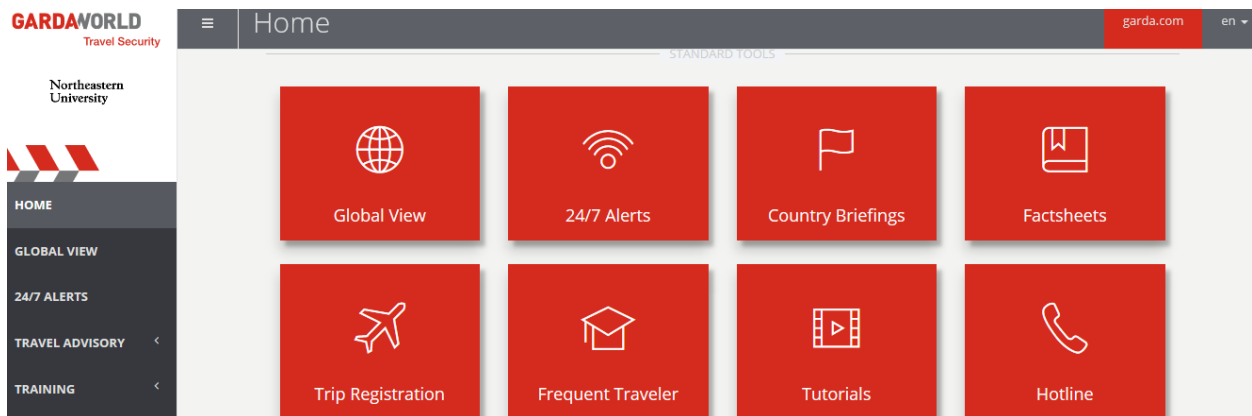 GARDAWORLD
Travel Security
Northeastern
University
HOME
GLOBAL VIEW
24/7 ALERTS
TRAVEL ADVISORY
TRAINING
Home
garda.com
en
STANDARD TOOLS
Global View
24/7 Alerts
Country Briefings
Factsheets
Trip Registration
Frequent Traveler
Tutorials
Hotline